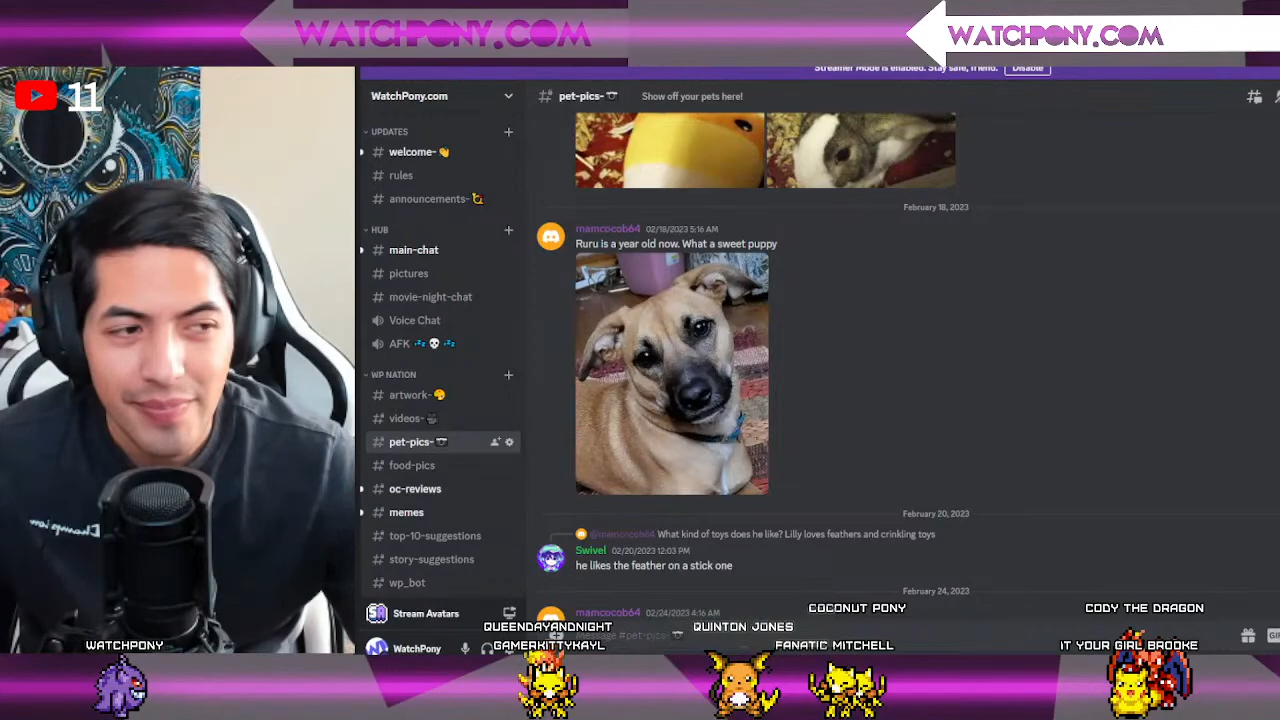 WATCHPONY.COM
WATCHPONY.COM
Streamer Mode is enabled. Stay safe, friend.
Disable
11
WatchPony.com
pet-pics-
Show off your pets here!
UPDATES
welcome-
rules
announcements-
HUB
main-chat
pictures
movie-night-chat
Voice Chat
AFK
WP NATION
artwork-
videos-
pet-pics-
food-pics
oc-reviews
memes
top-10-suggestions
story-suggestions
wp_bot
Stream Avatars
WatchPony
February 18, 2023
mamcocob64 02/18/2023 5:16 AM
Ruru is a year old now. What a sweet puppy
February 20, 2023
What kind of toys does he like? Lilly loves feathers and crinkling toys
Swivel 02/20/2023 12:03 PM
he likes the feather on a stick one
February 24, 2023
mamcocob64 02/24/2023 4:16 AM
Message #pet-pics-
COCONUT PONY
CODY THE DRAGON
QUEENDAYANDNIGHT
QUINTON JONES
WATCHPONY
GAMERKITTYKAYL
FANATIC MITCHELL
IT YOUR GIRL BROOKE